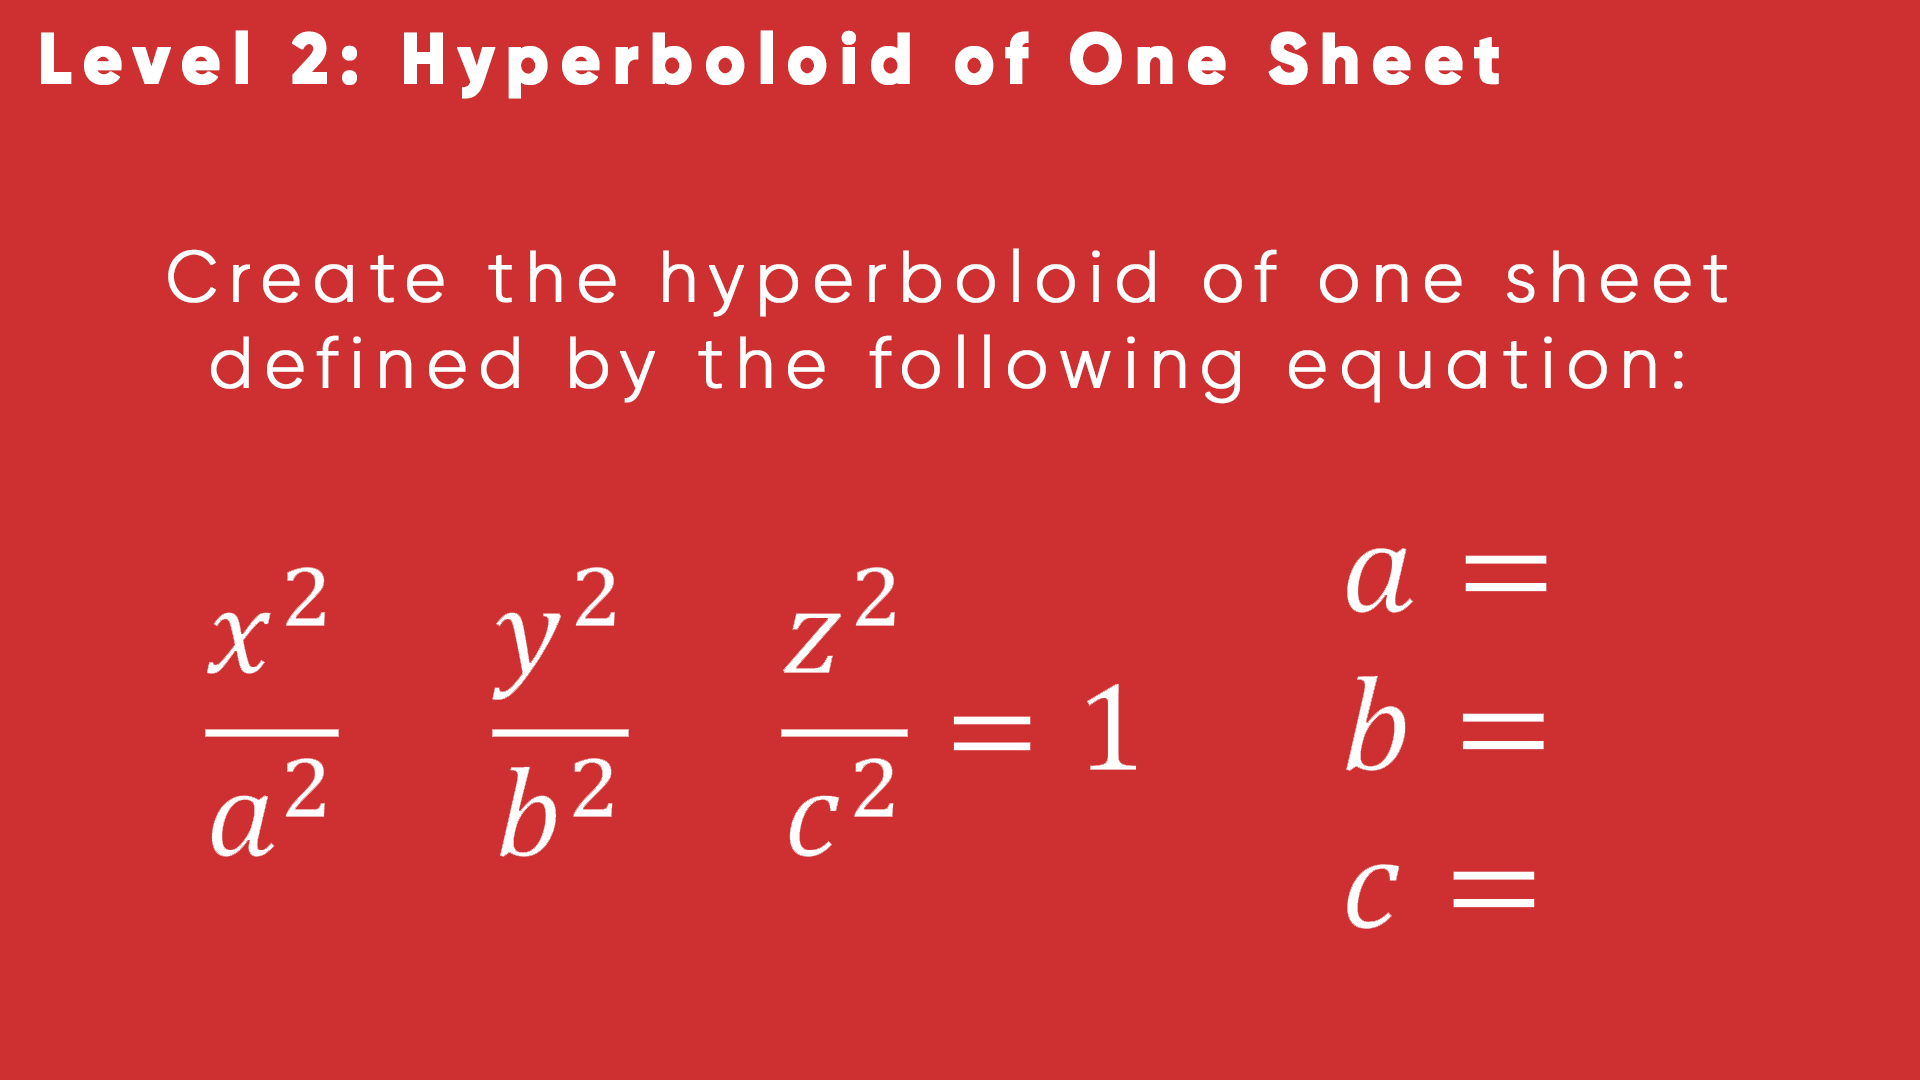 Level 2: Hyperboloid of One Sheet
Create the hyperboloid of one sheet
defined by the following equation:
x²/a² y²/b² z²/c² = 1
a =
b =
c =